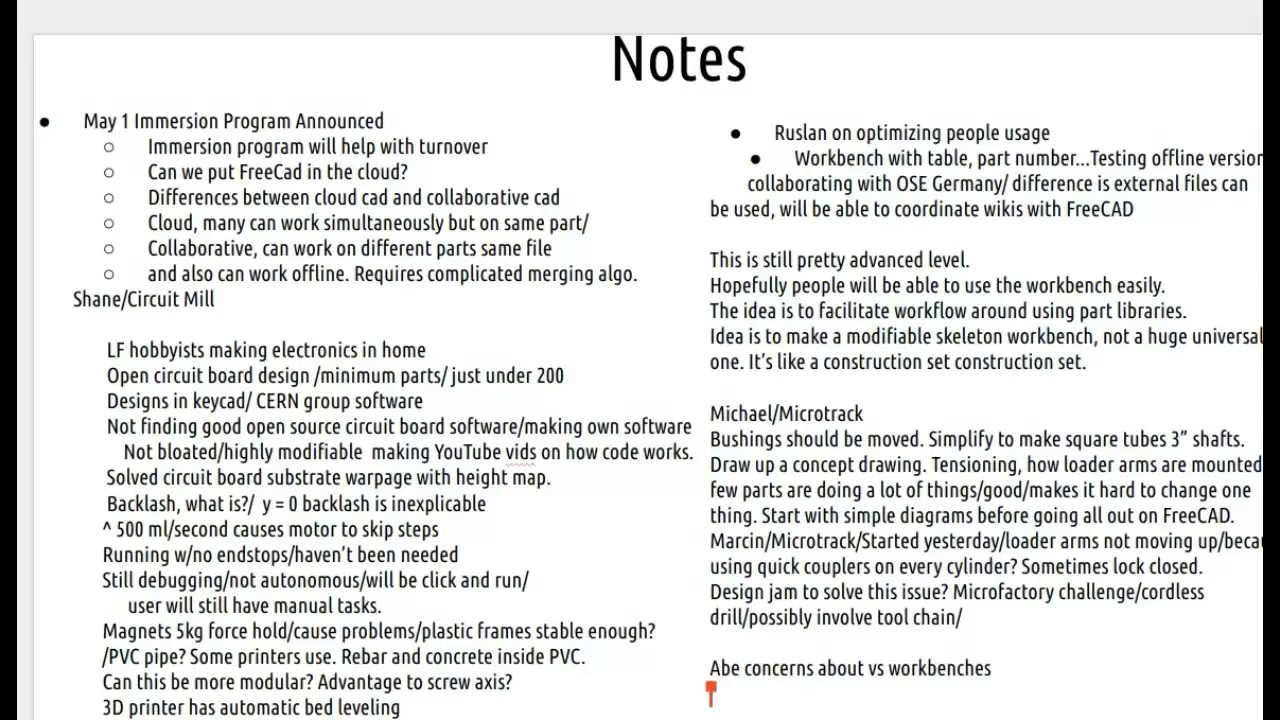 Notes
● May 1 Immersion Program Announced
○ Immersion program will help with turnover
○ Can we put FreeCad in the cloud?
○ Differences between cloud cad and collaborative cad
○ Cloud, many can work simultaneously but on same part/
○ Collaborative, can work on different parts same file
○ and also can work offline. Requires complicated merging algo.
Shane/Circuit Mill
LF hobbyists making electronics in home
Open circuit board design /minimum parts/ just under 200
Designs in keycad/ CERN group software
Not finding good open source circuit board software/making own software
Not bloated/highly modifiable making YouTube vids on how code works.
Solved circuit board substrate warpage with height map.
Backlash, what is?/ y = 0 backlash is inexplicable
^ 500 ml/second causes motor to skip steps
Running w/no endstops/haven't been needed
Still debugging/not autonomous/will be click and run/
user will still have manual tasks.
Magnets 5kg force hold/cause problems/plastic frames stable enough?
/PVC pipe? Some printers use. Rebar and concrete inside PVC.
Can this be more modular? Advantage to screw axis?
3D printer has automatic bed leveling
● Ruslan on optimizing people usage
● Workbench with table, part number...Testing offline version
collaborating with OSE Germany/ difference is external files can
be used, will be able to coordinate wikis with FreeCAD
This is still pretty advanced level.
Hopefully people will be able to use the workbench easily.
The idea is to facilitate workflow around using part libraries.
Idea is to make a modifiable skeleton workbench, not a huge universal
one. It's like a construction set construction set.
Michael/Microtrack
Bushings should be moved. Simplify to make square tubes 3” shafts.
Draw up a concept drawing. Tensioning, how loader arms are mounted
few parts are doing a lot of things/good/makes it hard to change one
thing. Start with simple diagrams before going all out on FreeCAD.
Marcin/Microtrack/Started yesterday/loader arms not moving up/becau
using quick couplers on every cylinder? Sometimes lock closed.
Design jam to solve this issue? Microfactory challenge/cordless
drill/possibly involve tool chain/
Abe concerns about vs workbenches